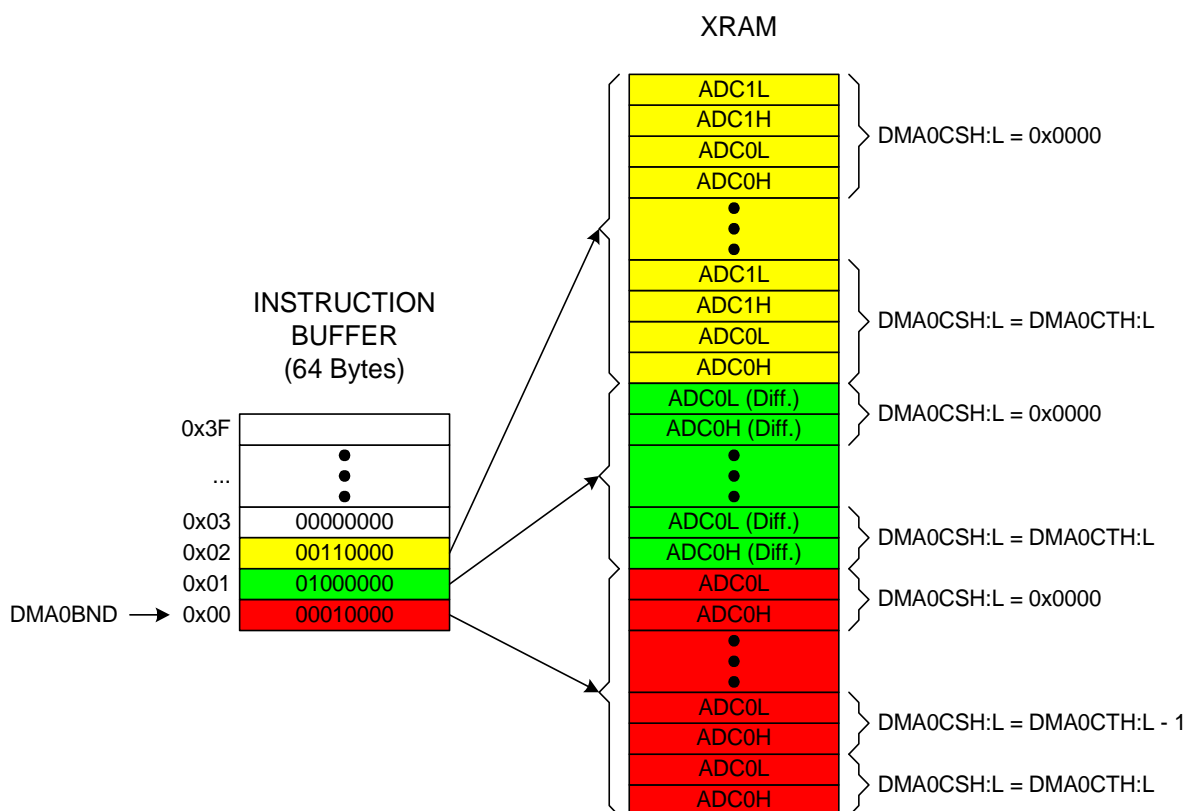 XRAM
ADC1L
ADC1H
DMA0CSH:L = 0x0000
ADC0L
ADC0H
ADC1L
ADC1H
DMA0CSH:L = DMA0CTH:L
ADC0L
ADC0H
ADC0L (Diff.)
DMA0CSH:L = 0x0000
ADC0H (Diff.)
ADC0L (Diff.)
DMA0CSH:L = DMA0CTH:L
ADC0H (Diff.)
ADC0L
DMA0CSH:L = 0x0000
ADC0H
ADC0L
DMA0CSH:L = DMA0CTH:L - 1
ADC0H
ADC0L
DMA0CSH:L = DMA0CTH:L
ADC0H
INSTRUCTION
BUFFER
(64 Bytes)
0x3F
...
0x03 00000000
0x02 00110000
0x01 01000000
DMA0BND 0x00 00010000